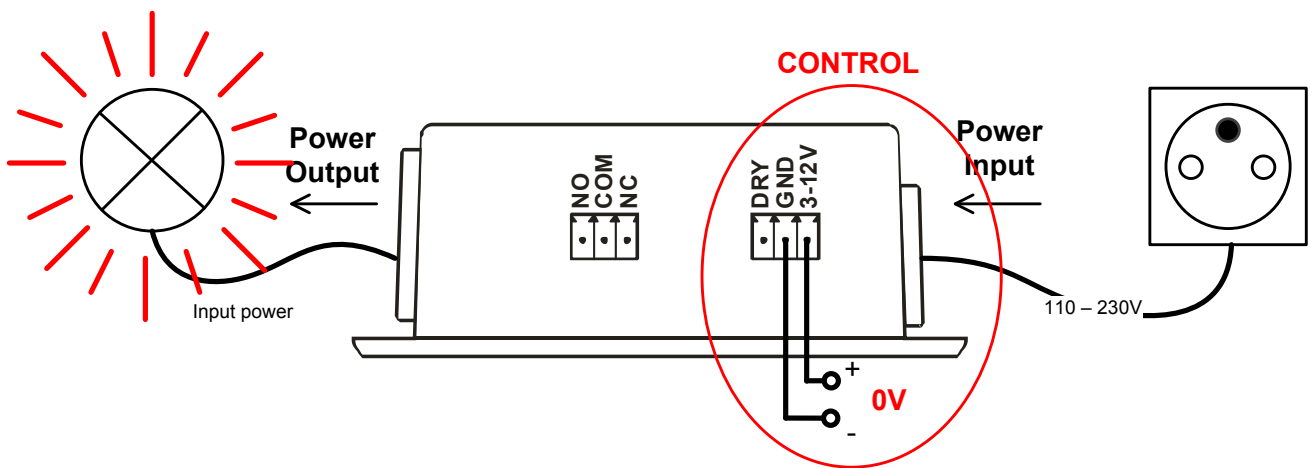 CONTROL
Power
Output
Power
Input
NO
COM
NC
DRY
GND
3-12V
Input power
110 – 230V
+
0V
-